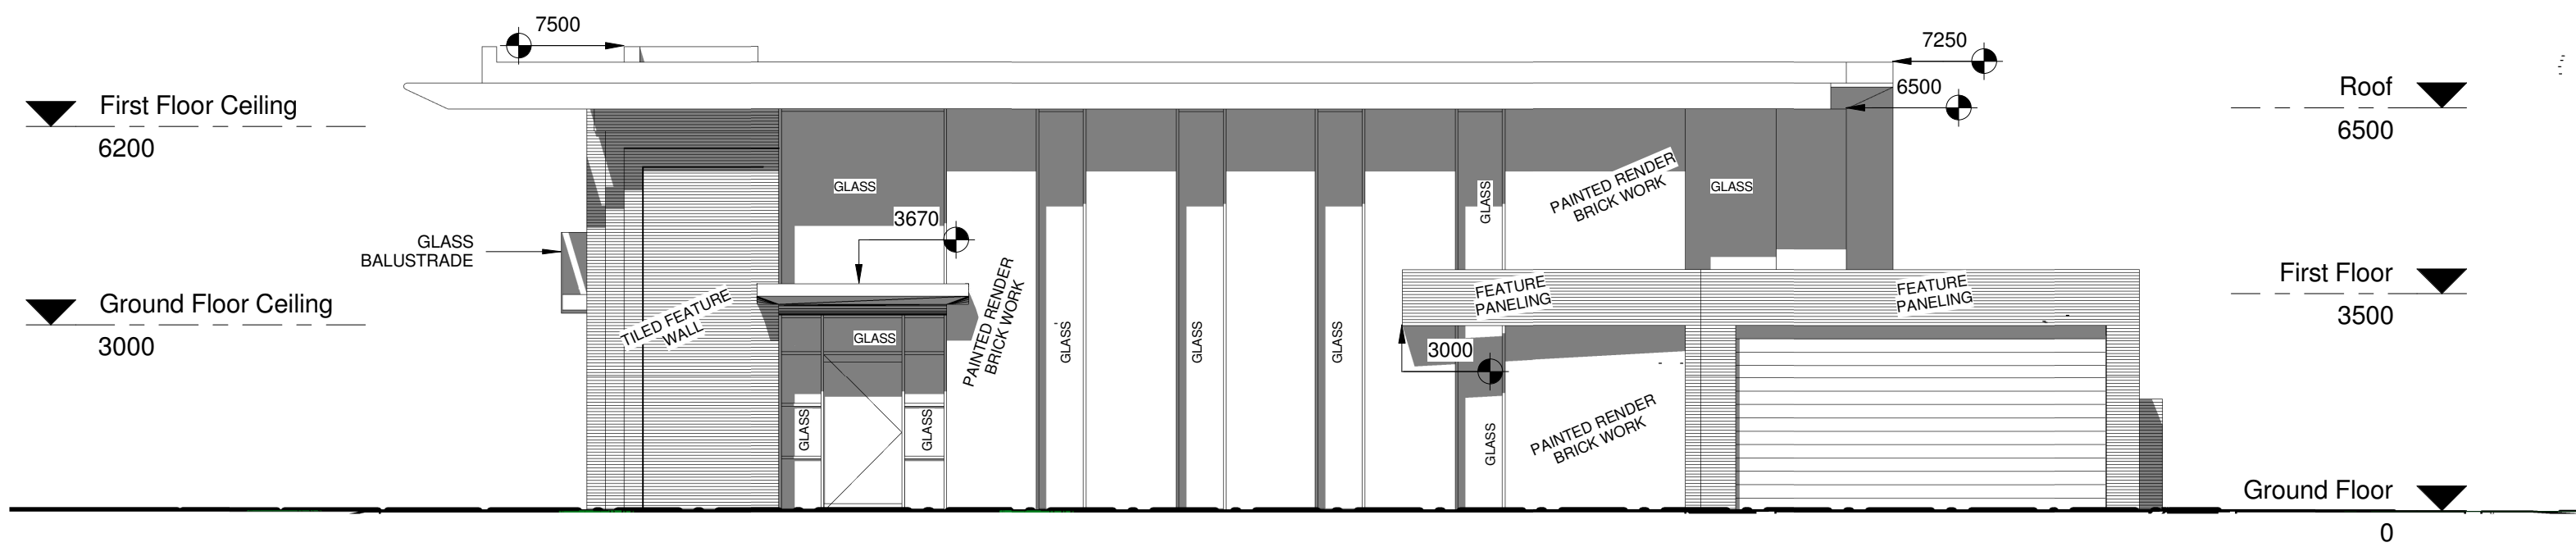 7500
7250
First Floor Ceiling
6200
6500
Roof
6500
GLASS
GLASS
GLASS
PAINTED RENDER
BRICK WORK
3670
GLASS
BALUSTRADE
Ground Floor Ceiling
3000
TILED FEATURE
WALL
GLASS
PAINTED RENDER
BRICK WORK
GLASS
GLASS
GLASS
FEATURE
PANELING
FEATURE
PANELING
First Floor
3500
3000
GLASS
GLASS
GLASS
PAINTED RENDER
BRICK WORK
Ground Floor
0